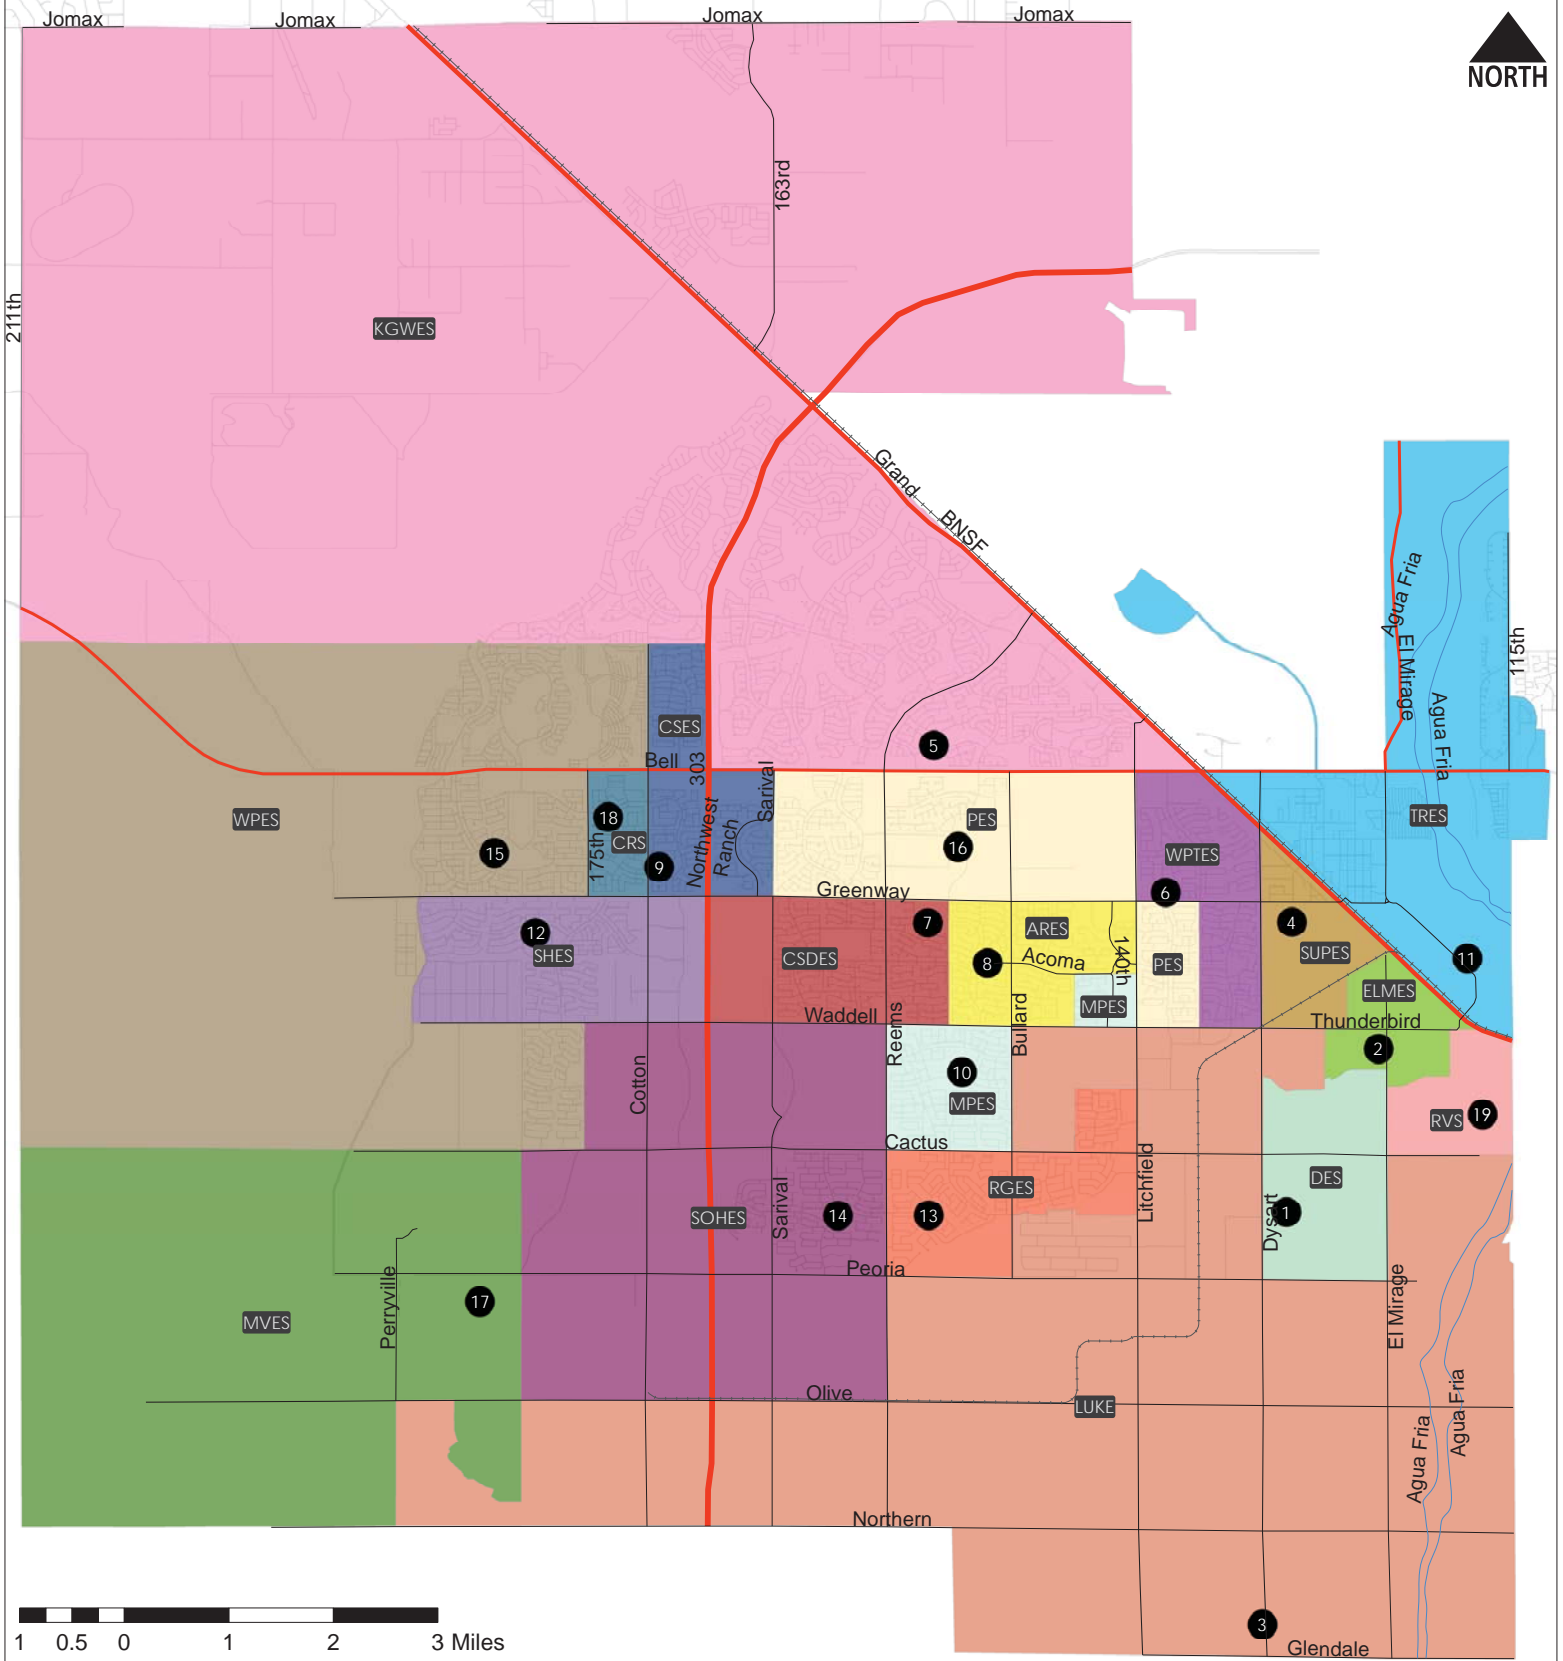 Jomax
Jomax
Jomax
Jomax
NORTH
163rd
211th
KGWES
Grand
BNSF
Agua Fria
El Mirage
115th
Agua Fria
CSES
Bell
303
Sarival
5
WPES
18
CRS
175th
15
9
Northwest
Ranch
PES
16
WPTES
TRES
Greenway
6
12
SHES
CSDES
7
ARES
8
Acoma
140th
PES
4
SUPES
11
MPES
ELMES
Waddell
Reems
Bullard
Thunderbird
2
Cotton
10
MPES
RVS
19
Cactus
Litchfield
RGES
DES
SOHES
Sarival
14
13
Dysart
1
Peoria
Perryville
17
MVES
El Mirage
Olive
LUKE
Agua Fria
Agua Fria
Northern
3
Glendale
1 0.5 0 1 2 3 Miles